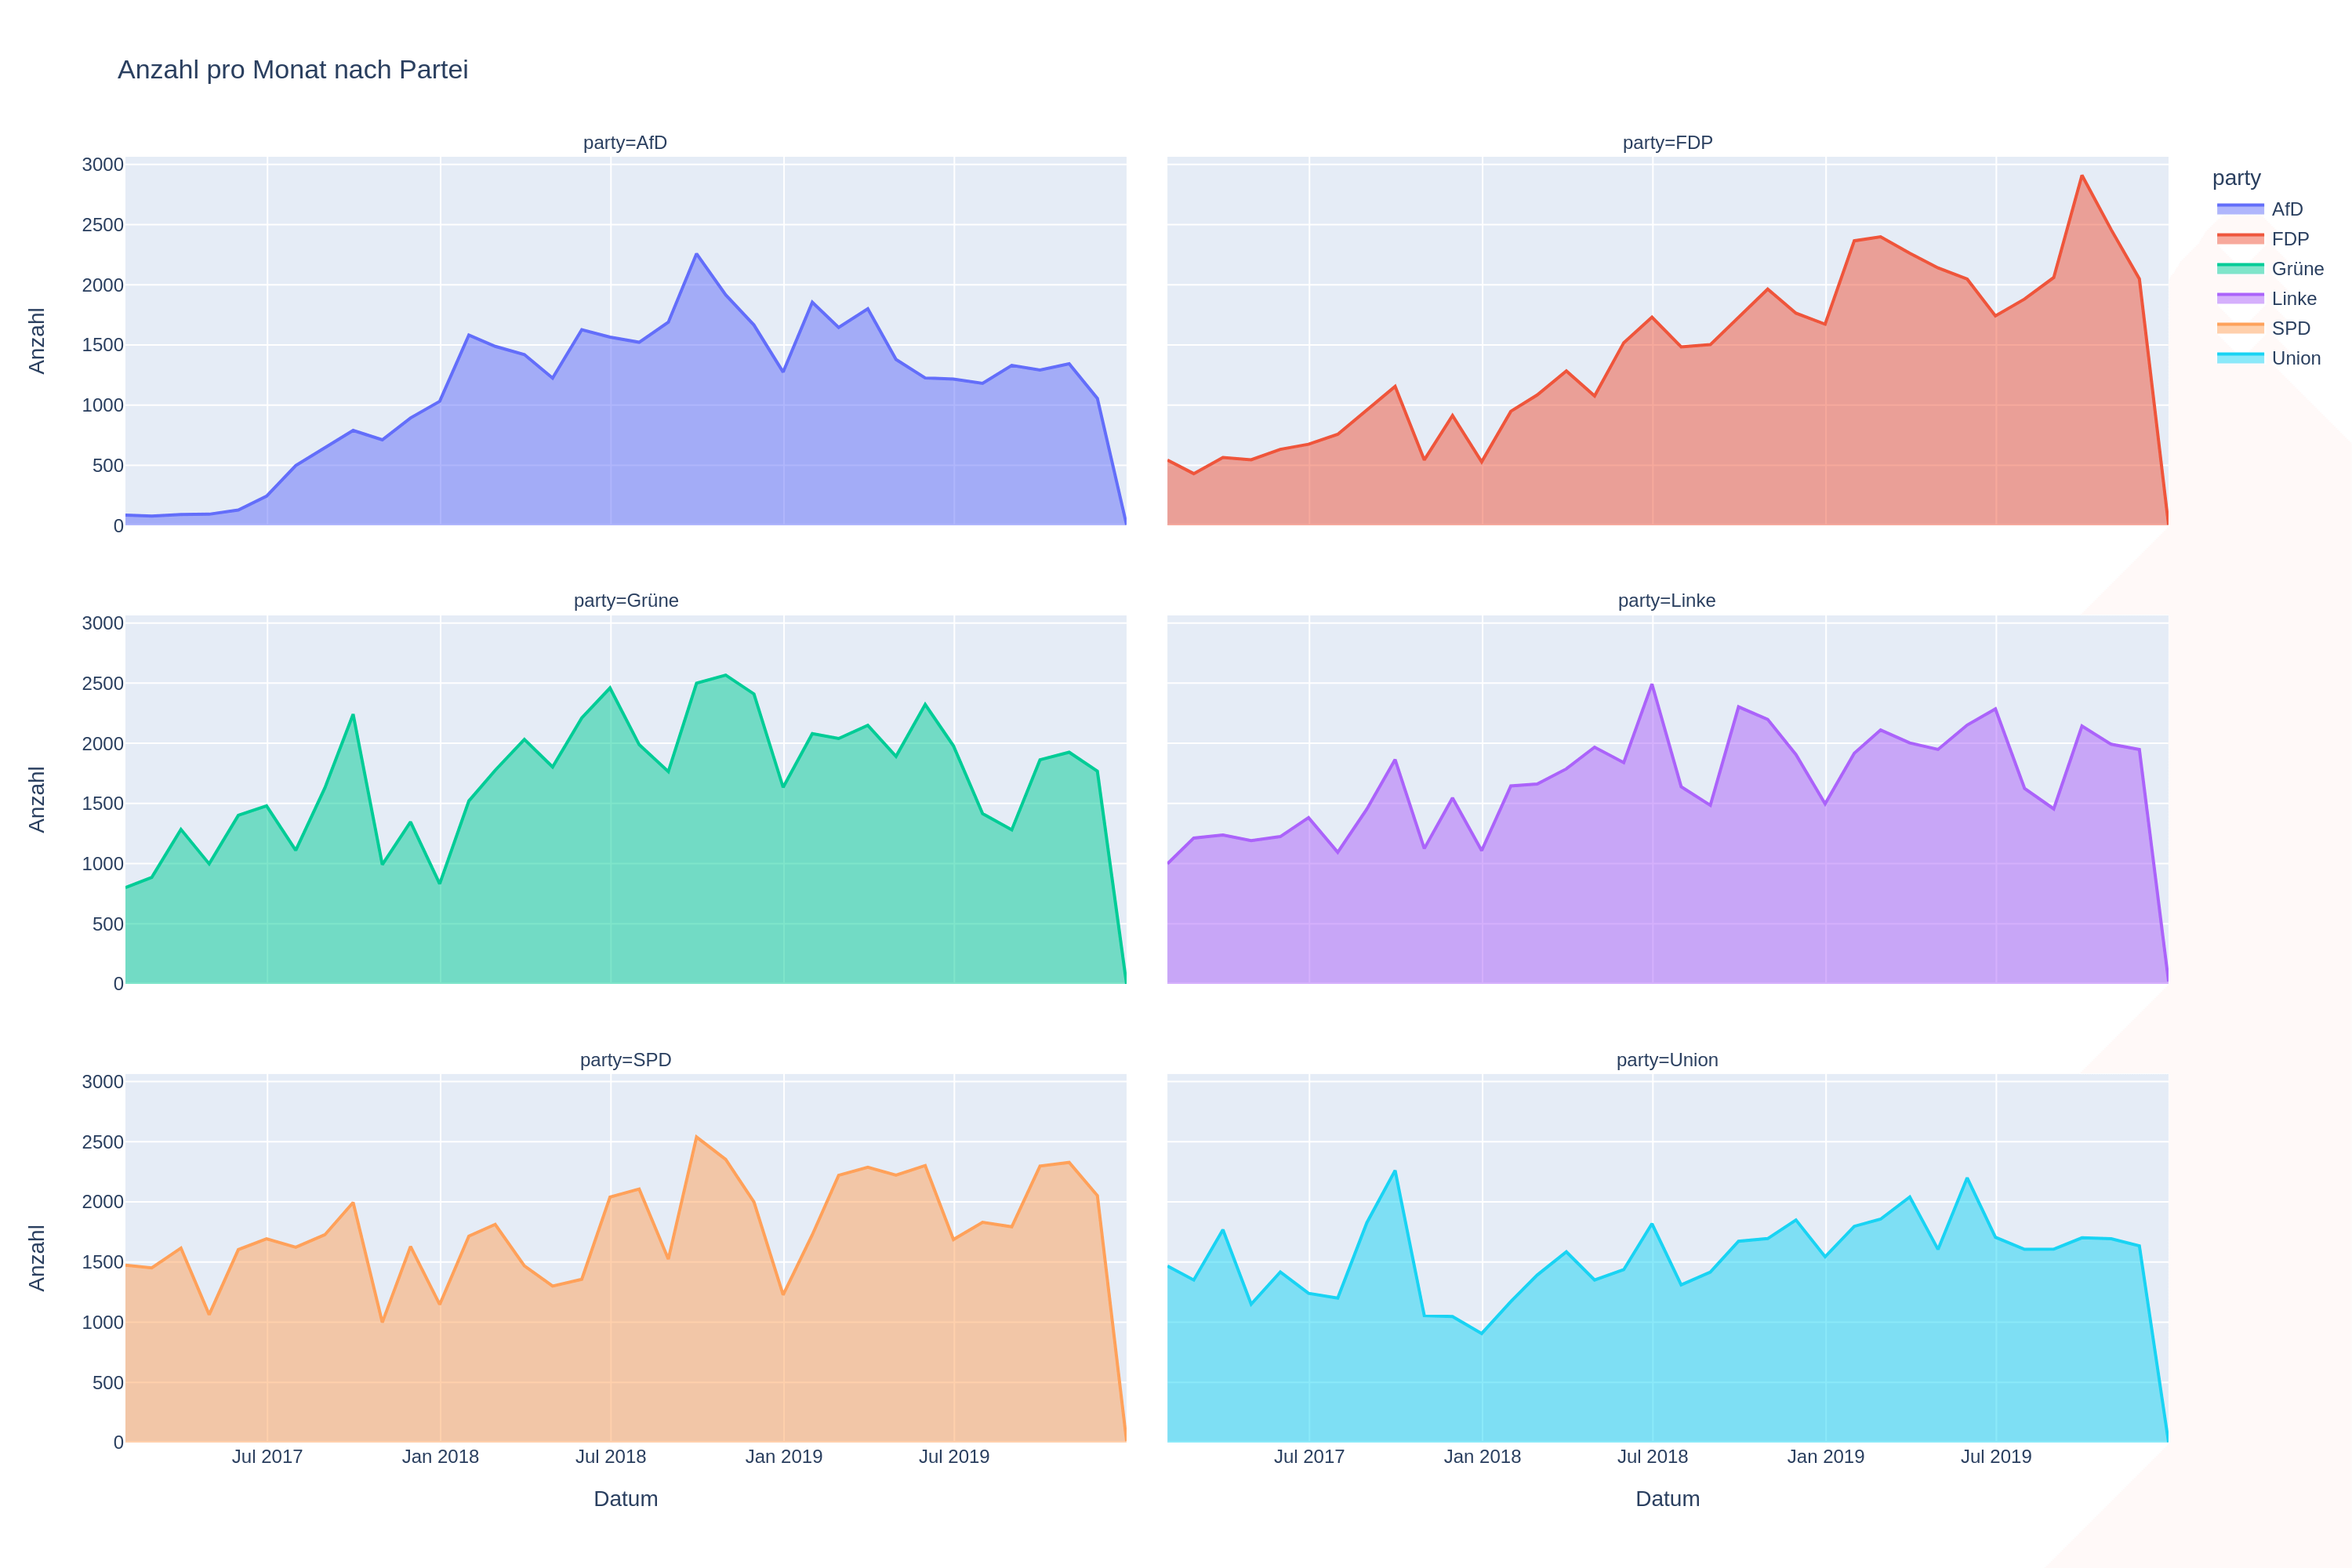 Anzahl pro Monat nach Partei
party=AfD
party=FDP
3000
2500
2000
1500
1000
500
0
Anzahl
party
AfD
FDP
Grüne
Linke
SPD
Union
party=Grüne
party=Linke
3000
2500
2000
1500
1000
500
0
Anzahl
party=SPD
party=Union
3000
2500
2000
1500
1000
500
0
Anzahl
Jul 2017 Jan 2018 Jul 2018 Jan 2019 Jul 2019
Jul 2017 Jan 2018 Jul 2018 Jan 2019 Jul 2019
Datum
Datum